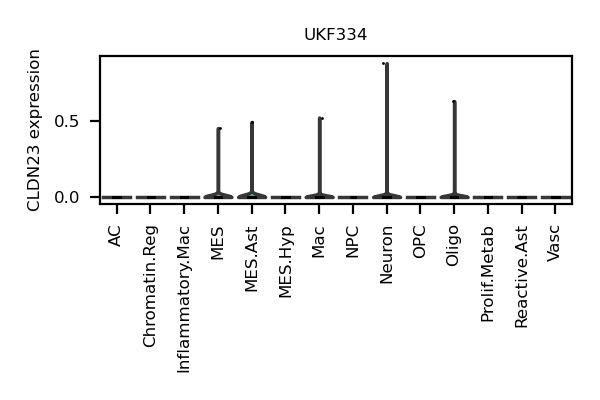 UKF334
CLDN23 expression
0.5
0.0
AC
Chromatin.Reg
Inflammatory.Mac
MES
MES.Ast
MES.Hyp
Mac
NPC
Neuron
OPC
Oligo
Prolif.Metab
Reactive.Ast
Vasc